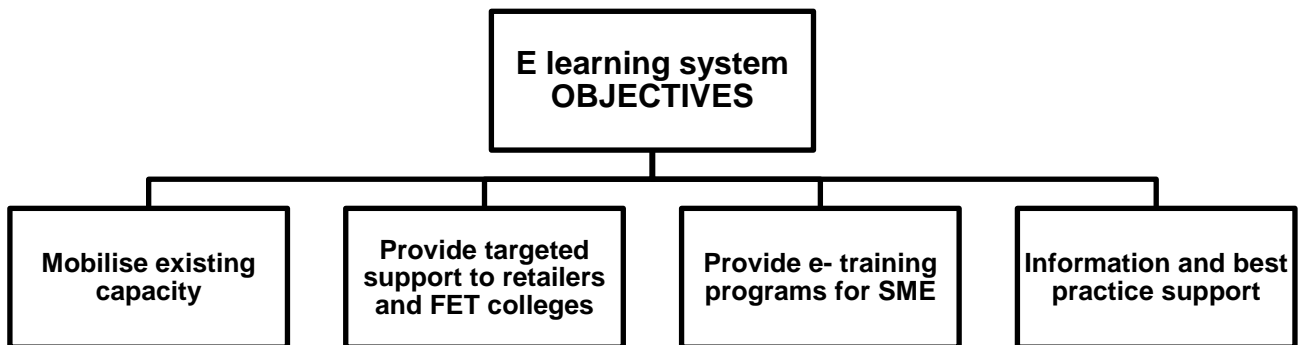 E learning system
OBJECTIVES
Mobilise existing
capacity
Provide targeted
support to retailers
and FET colleges
Provide e- training
programs for SME
Information and best
practice support